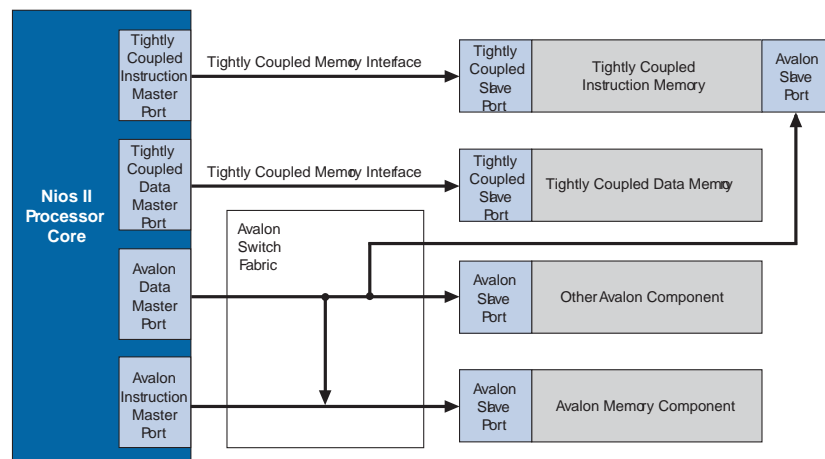 Nios II
Processor
Core
Tightly
Coupled
Instruction
Master
Port
Tightly Coupled Memory Interface
Tightly
Coupled
Slave
Port
Tightly Coupled
Instruction Memory
Avalon
Slave
Port
Tightly
Coupled
Data
Master
Port
Tightly Coupled Memory Interface
Tightly
Coupled
Slave
Port
Tightly Coupled Data Memory
Avalon
Switch
Fabric
Avalon
Data
Master
Port
Avalon
Slave
Port
Other Avalon Component
Avalon
Instruction
Master
Port
Avalon
Slave
Port
Avalon Memory Component